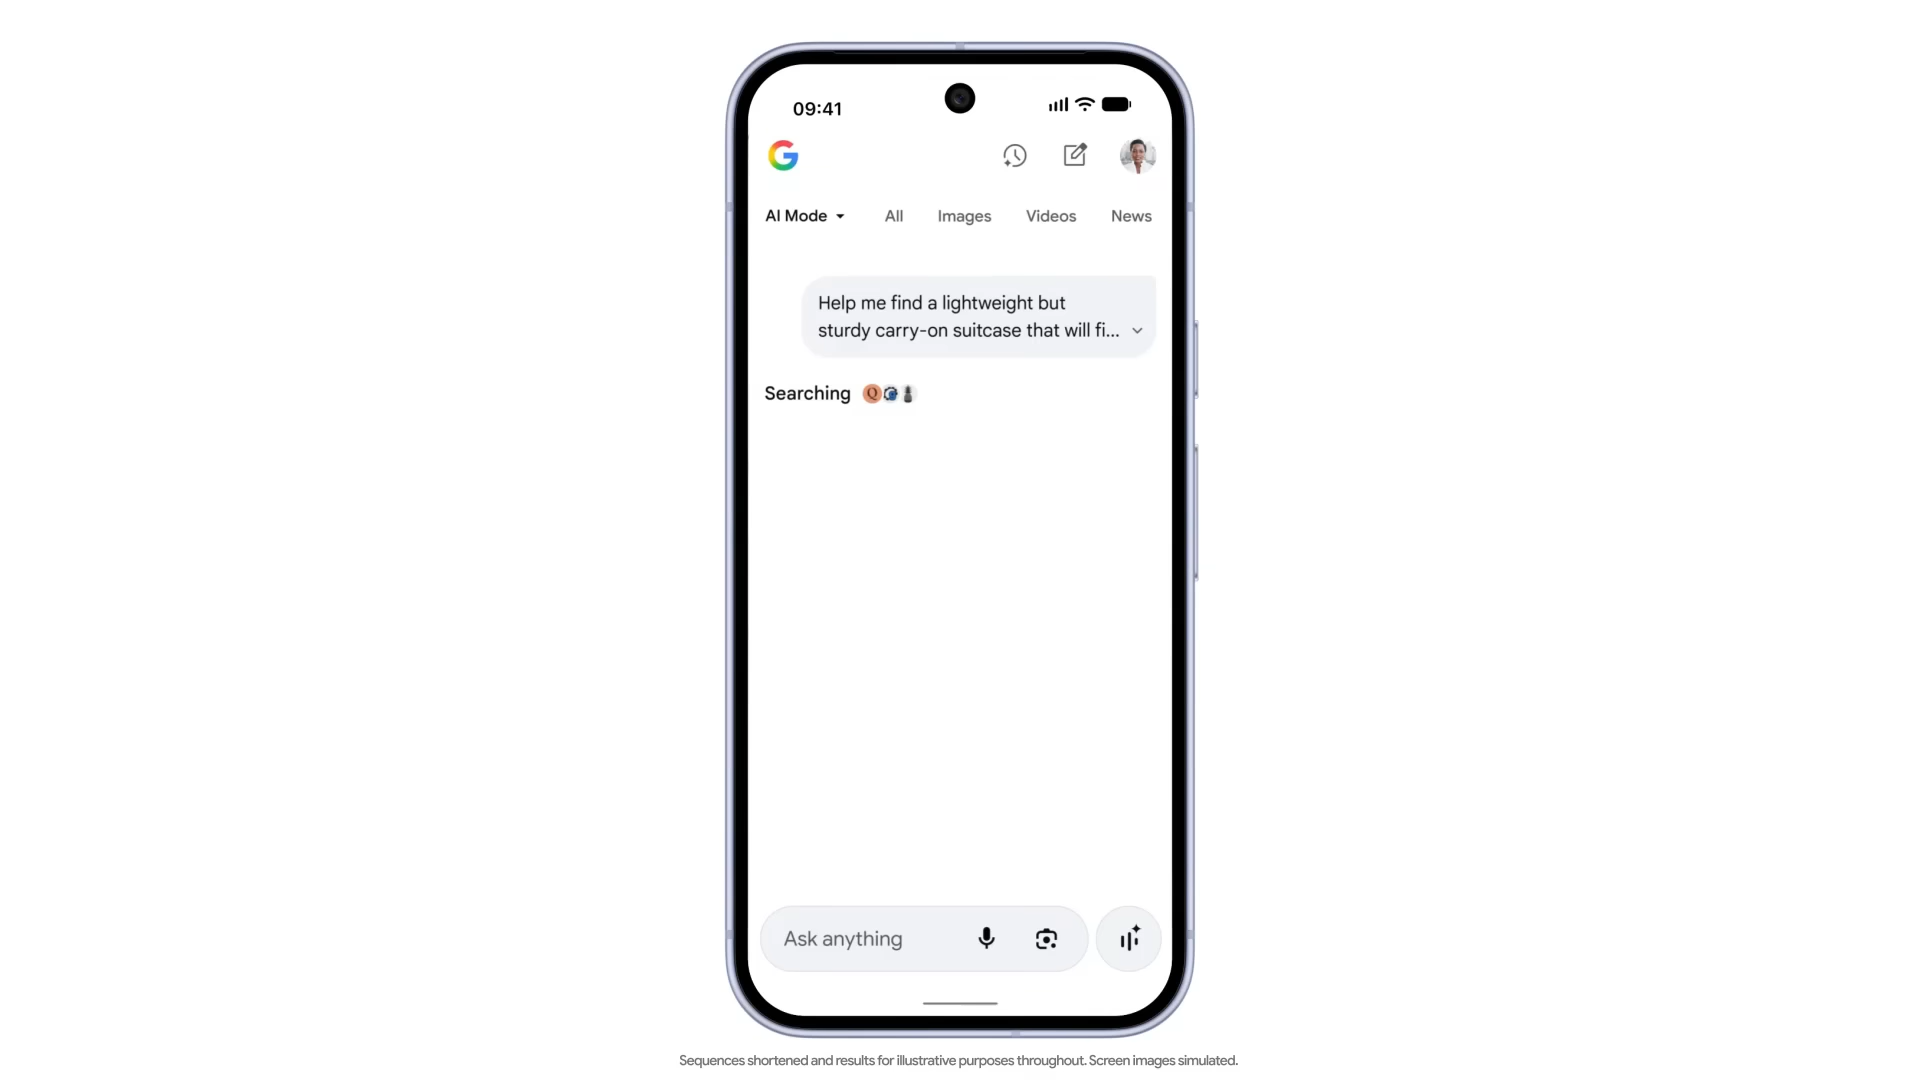 09:41
AI Mode All Images Videos News
Help me find a lightweight but
sturdy carry-on suitcase that will fi...
Searching
Ask anything
Sequences shortened and results for illustrative purposes throughout. Screen images simulated.